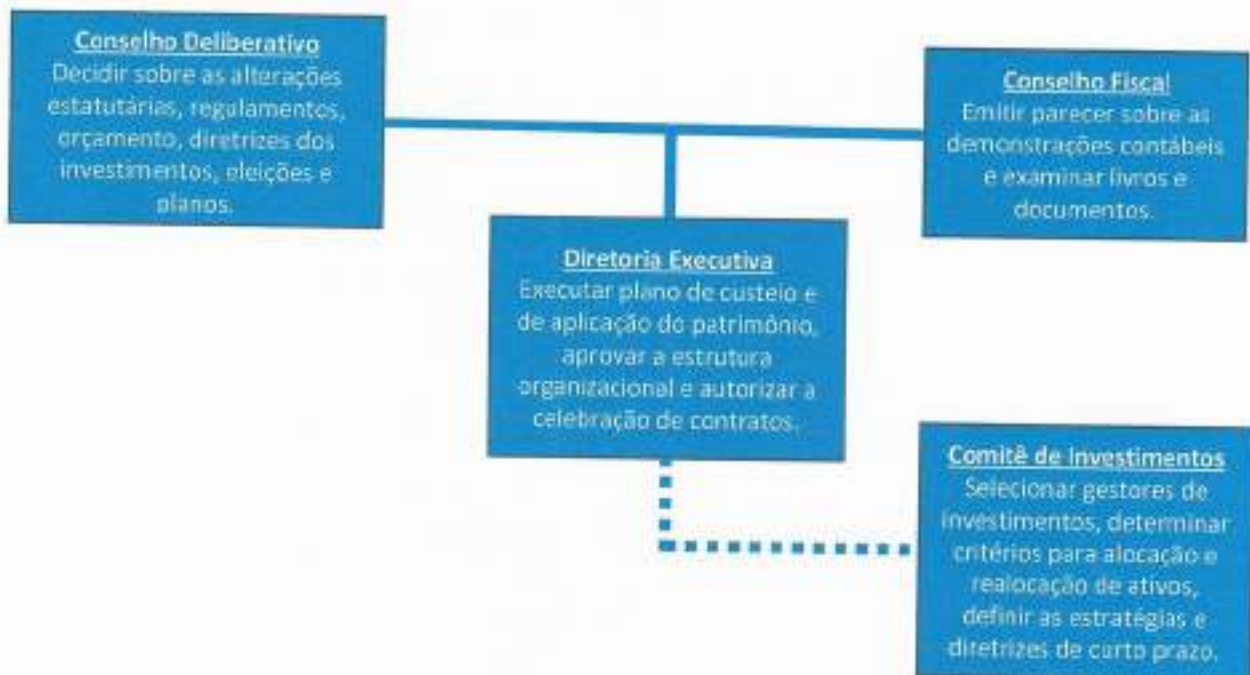 Conselho Deliberativo
Decidir sobre as alterações
estatutárias, regulamentos,
orçamento, diretrizes dos
investimentos, eleições e
planos.
Conselho Fiscal
Emitir parecer sobre as
demonstrações contábeis
e examinar livros e
documentos.
Diretoria Executiva
Executar plano de custeio e
de aplicação do patrimônio,
aprovar a estrutura
organizacional e autorizar a
celebração de contratos.
Comitê de Investimentos
Selecionar gestores de
investimentos, determinar
critérios para alocação e
realocação de ativos,
definir as estratégias e
diretrizes de curto prazo.